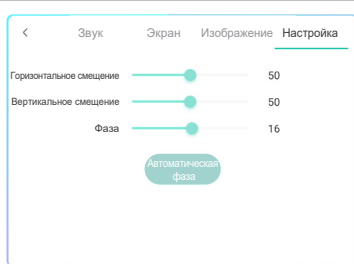 Звук Экран Изображение Настройка
Горизонтальное смещение 50
Вертикальное смещение 50
Фаза 16
Автоматическая
фаза